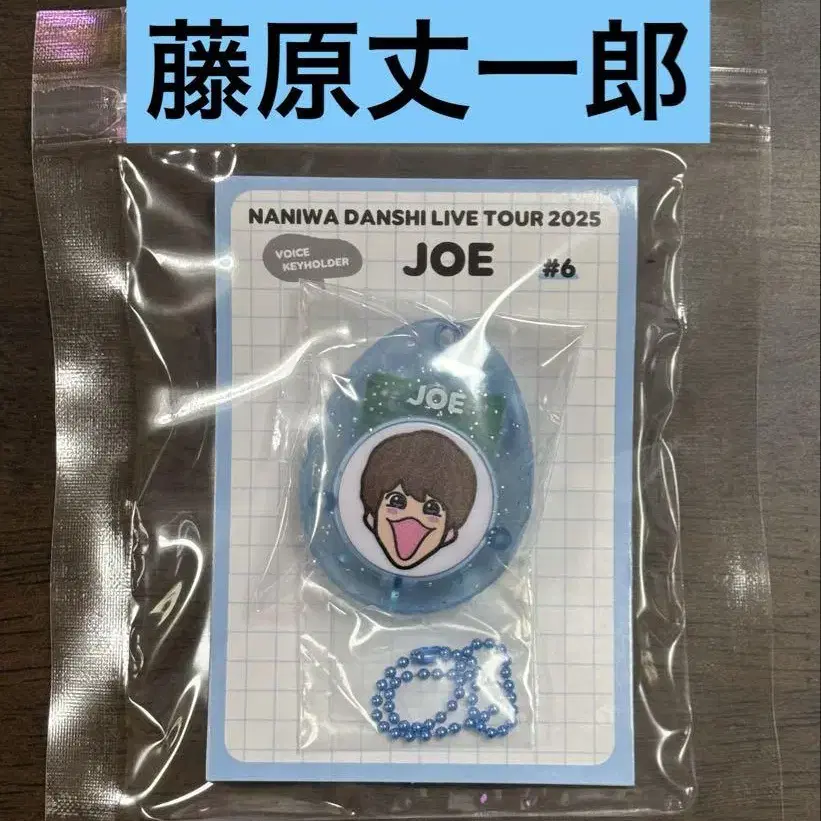 藤原丈一郎
NANIWA DANSHI LIVE TOUR 2025
VOICE
KEYHOLDER
JOE
#6
JOE